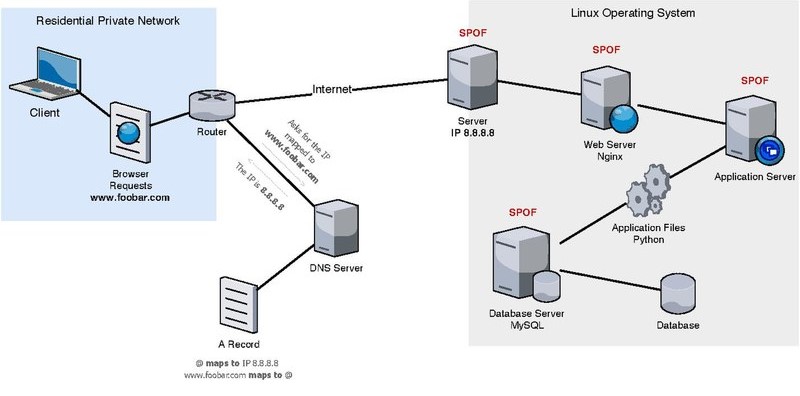 Residential Private Network
Linux Operating System
Client
Browser
Requests
www.foobar.com
Router
Internet
Asks for the IP
mapped to
www.foobar.com
The IP is 8.8.8.8
DNS Server
A Record
@ maps to IP 8.8.8.8
www.foobar.com maps to @
SPOF
Server
IP 8.8.8.8
SPOF
Web Server
Nginx
SPOF
Application Server
Application Files
Python
SPOF
Database Server
MySQL
Database